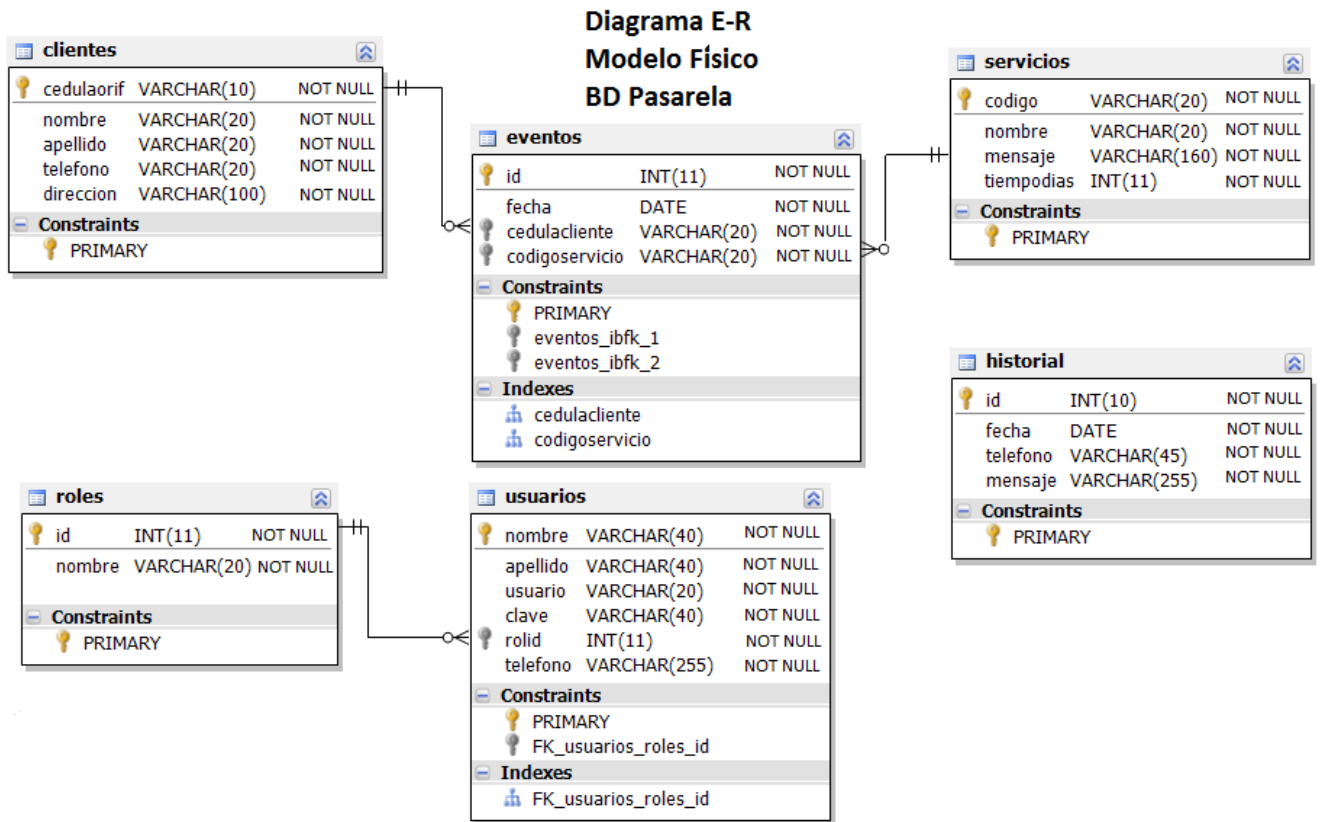 Diagrama E-R
Modelo Físico
BD Pasarela
clientes
cedulaorif VARCHAR(10) NOT NULL
nombre VARCHAR(20) NOT NULL
apellido VARCHAR(20) NOT NULL
telefono VARCHAR(20) NOT NULL
direccion VARCHAR(100) NOT NULL
Constraints
PRIMARY
eventos
id INT(11) NOT NULL
fecha DATE NOT NULL
cedulacliente VARCHAR(20) NOT NULL
codigoservicio VARCHAR(20) NOT NULL
Constraints
PRIMARY
eventos_ibfk_1
eventos_ibfk_2
Indexes
cedulacliente
codigoservicio
servicios
codigo VARCHAR(20) NOT NULL
nombre VARCHAR(20) NOT NULL
mensaje VARCHAR(160) NOT NULL
tiempodias INT(11) NOT NULL
Constraints
PRIMARY
historial
id INT(10) NOT NULL
fecha DATE NOT NULL
telefono VARCHAR(45) NOT NULL
mensaje VARCHAR(255) NOT NULL
Constraints
PRIMARY
roles
id INT(11) NOT NULL
nombre VARCHAR(20) NOT NULL
Constraints
PRIMARY
usuarios
nombre VARCHAR(40) NOT NULL
apellido VARCHAR(40) NOT NULL
usuario VARCHAR(20) NOT NULL
clave VARCHAR(40) NOT NULL
rolid INT(11) NOT NULL
telefono VARCHAR(255) NOT NULL
Constraints
PRIMARY
FK_usuarios_roles_id
Indexes
FK_usuarios_roles_id